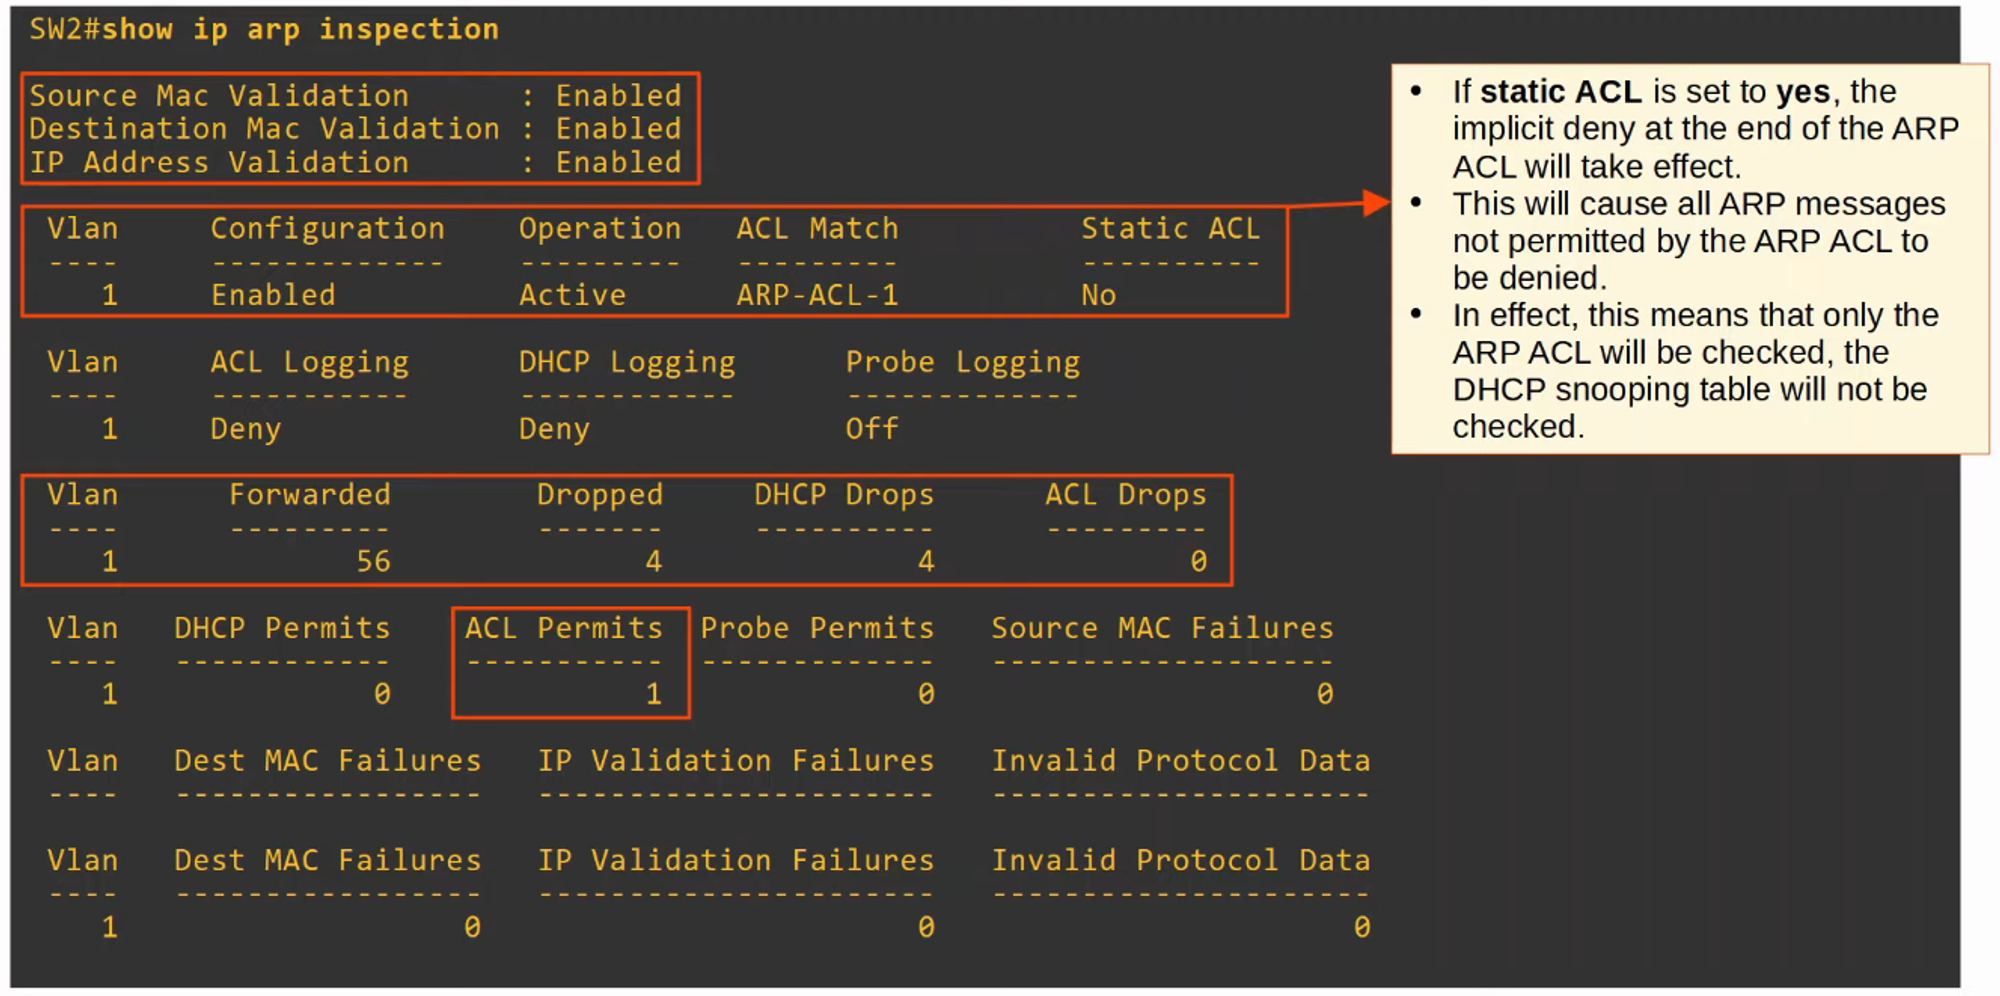 SW2#show ip arp inspection
Source Mac Validation      : Enabled
Destination Mac Validation : Enabled
IP Address Validation      : Enabled
Vlan     Configuration    Operation   ACL Match          Static ACL
----     -------------    ---------   ---------          ----------
   1     Enabled          Active      ARP-ACL-1          No
Vlan     ACL Logging      DHCP Logging      Probe Logging
----     -----------      ------------      -------------
   1     Deny             Deny              Off
Vlan      Forwarded        Dropped     DHCP Drops      ACL Drops
----      ---------        -------     ----------      ---------
   1             56              4              4              0
Vlan   DHCP Permits    ACL Permits  Probe Permits   Source MAC Failures
----   ------------    -----------  -------------   -------------------
   1              0              1              0                     0
Vlan   Dest MAC Failures   IP Validation Failures   Invalid Protocol Data
----   -----------------   ----------------------   ---------------------
Vlan   Dest MAC Failures   IP Validation Failures   Invalid Protocol Data
----   -----------------   ----------------------   ---------------------
   1                   0                        0                       0
• If static ACL is set to yes, the
implicit deny at the end of the ARP
ACL will take effect.
• This will cause all ARP messages
not permitted by the ARP ACL to
be denied.
• In effect, this means that only the
ARP ACL will be checked, the
DHCP snooping table will not be
checked.